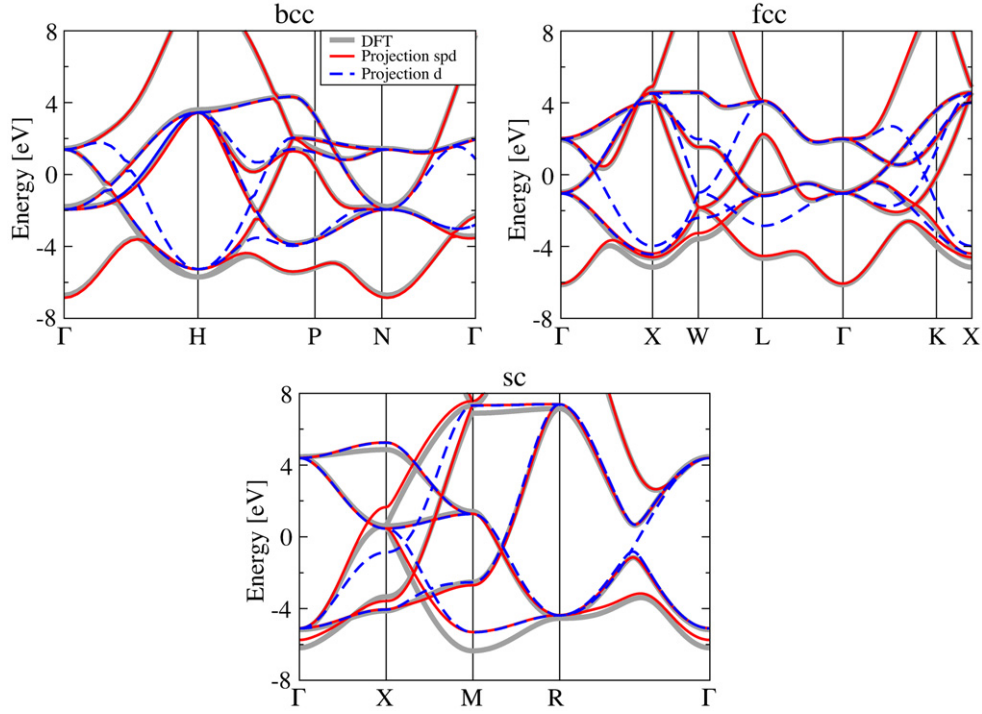 bcc
fcc
8
4
0
-4
-8
Energy [eV]
DFT
Projection spd
Projection d
Γ
H
P
N
Γ
8
4
0
-4
-8
Energy [eV]
Γ
X
W
L
Γ
K
X
sc
8
4
0
-4
-8
Energy [eV]
Γ
X
M
R
Γ